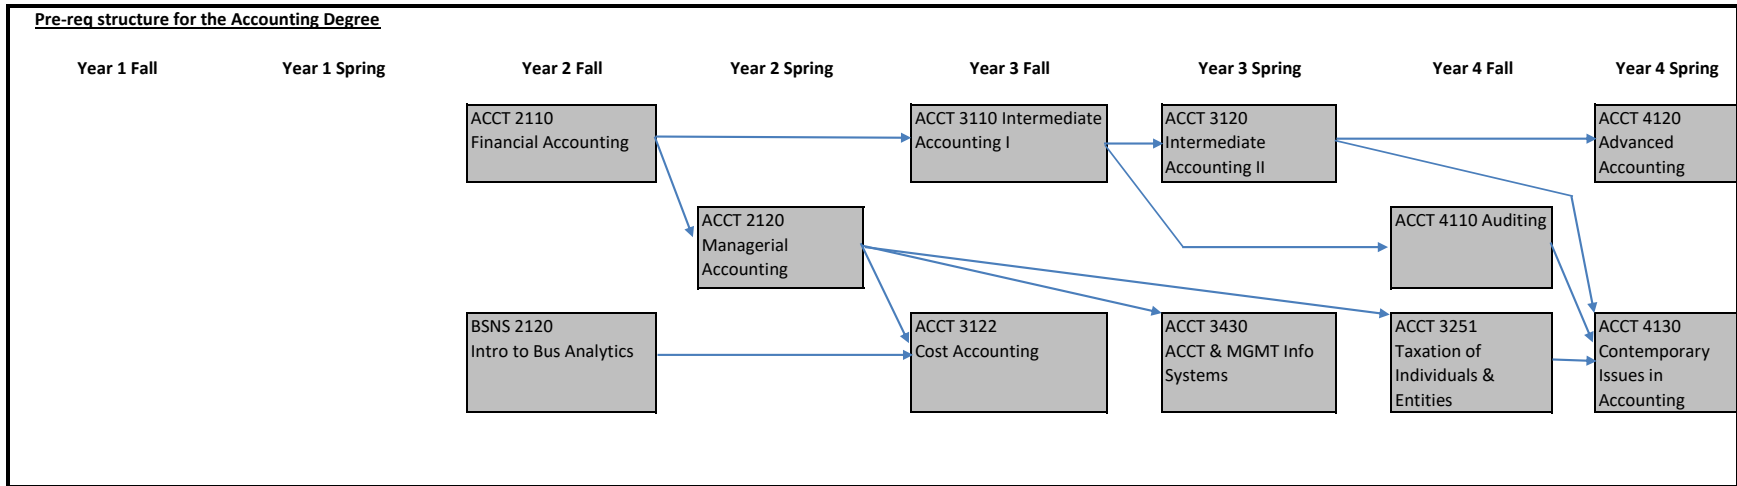 Pre-req structure for the Accounting Degree
Year 1 Fall
Year 1 Spring
Year 2 Fall
Year 2 Spring
Year 3 Fall
Year 3 Spring
Year 4 Fall
Year 4 Spring
ACCT 2110
Financial Accounting
ACCT 3110 Intermediate
Accounting I
ACCT 3120
Intermediate
Accounting II
ACCT 4120
Advanced
Accounting
ACCT 2120
Managerial
Accounting
ACCT 4110 Auditing
BSNS 2120
Intro to Bus Analytics
ACCT 3122
Cost Accounting
ACCT 3430
ACCT & MGMT Info
Systems
ACCT 3251
Taxation of
Individuals &
Entities
ACCT 4130
Contemporary
Issues in
Accounting